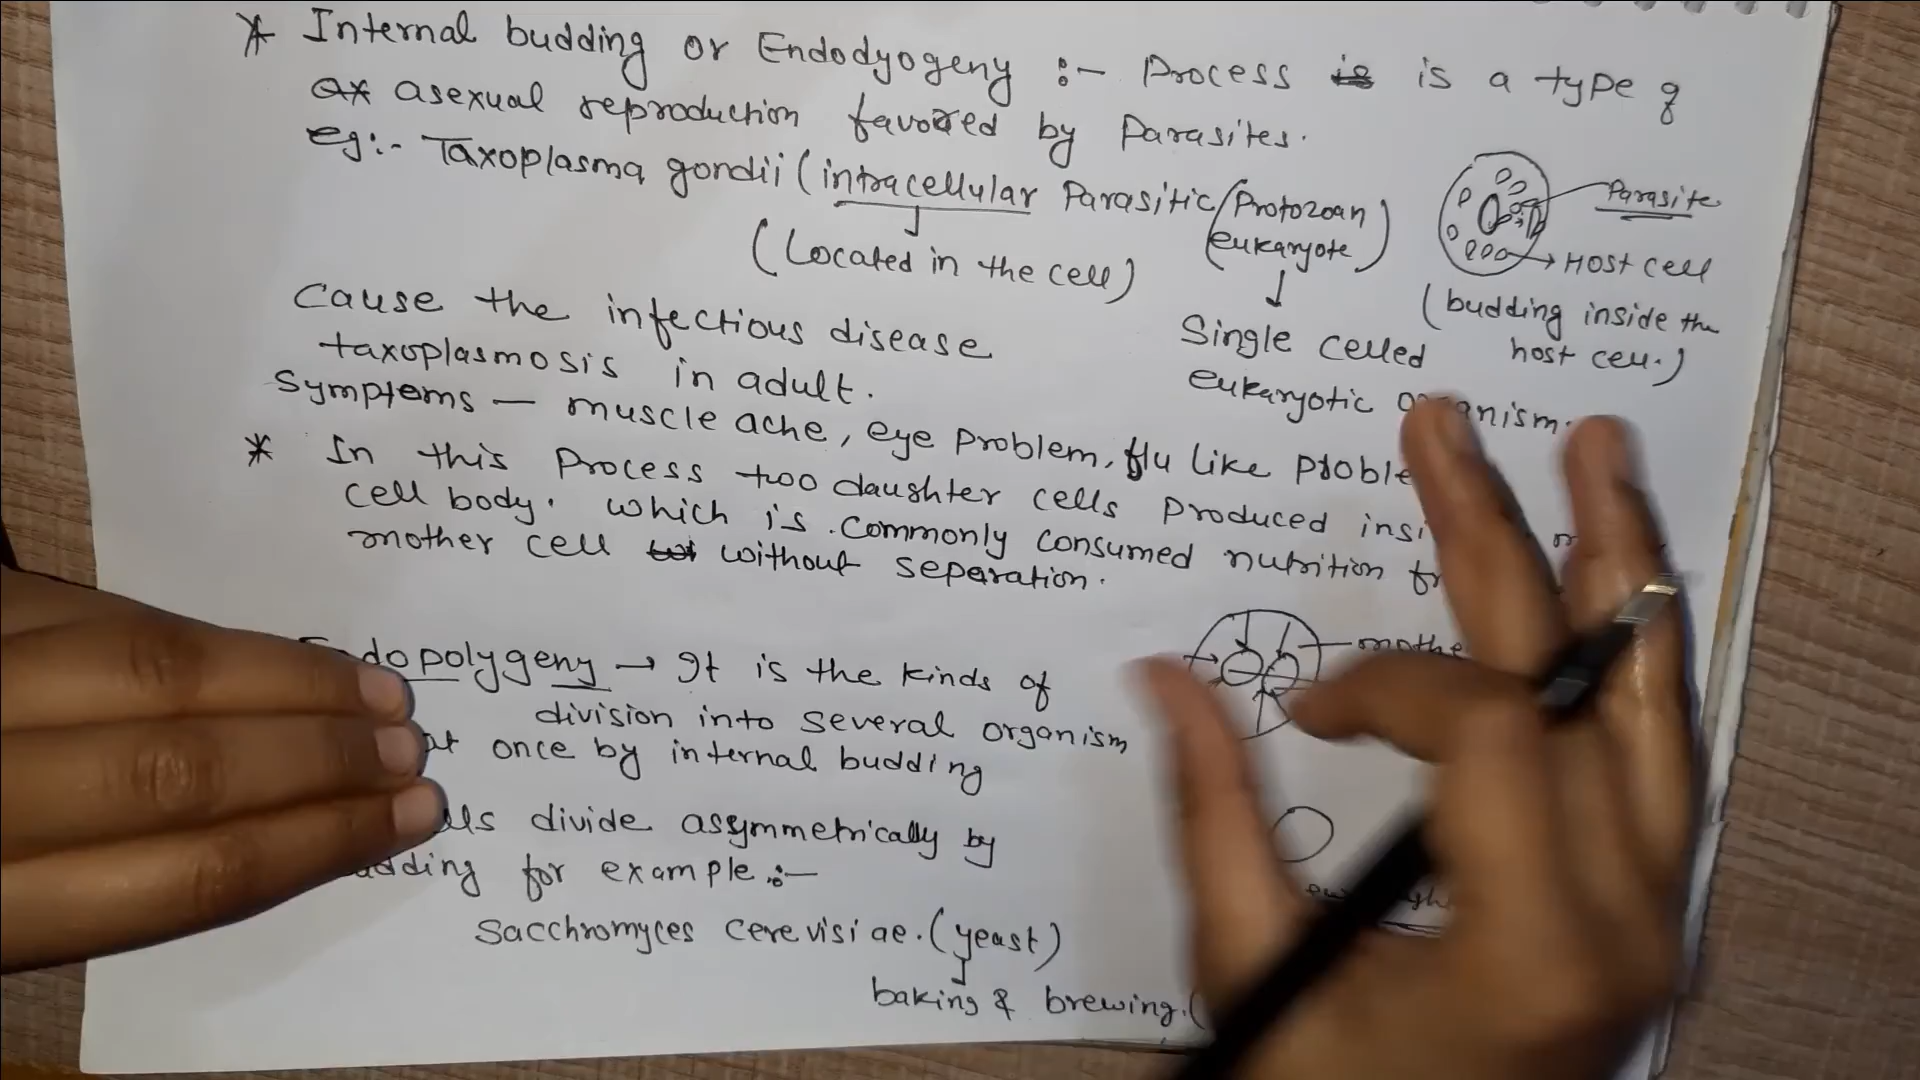 * Internal budding or Endodyogeny :- Process is is a type of
asexual reproduction favored by Parasites.
eg:- Taxoplasma gondii (intracellular Parasitic/Protozoan
eukaryote)
(Located in the cell)
Parasite
Host cell
(budding inside the
host cell.)
Single celled
eukaryotic
Cause the infectious disease
taxoplasmosis in adult.
Symptoms - muscle ache, eye problem, flu like
* In this Process two daughter cells produced
cell body. which is commonly consumed nutrition
mother cell without separation.
→ It is the kinds of
division into several organism
at once by internal budding
divide assymmetrically by
for example :-
Sacchromyces cerevisiae. (yeast)
baking & brewing. (